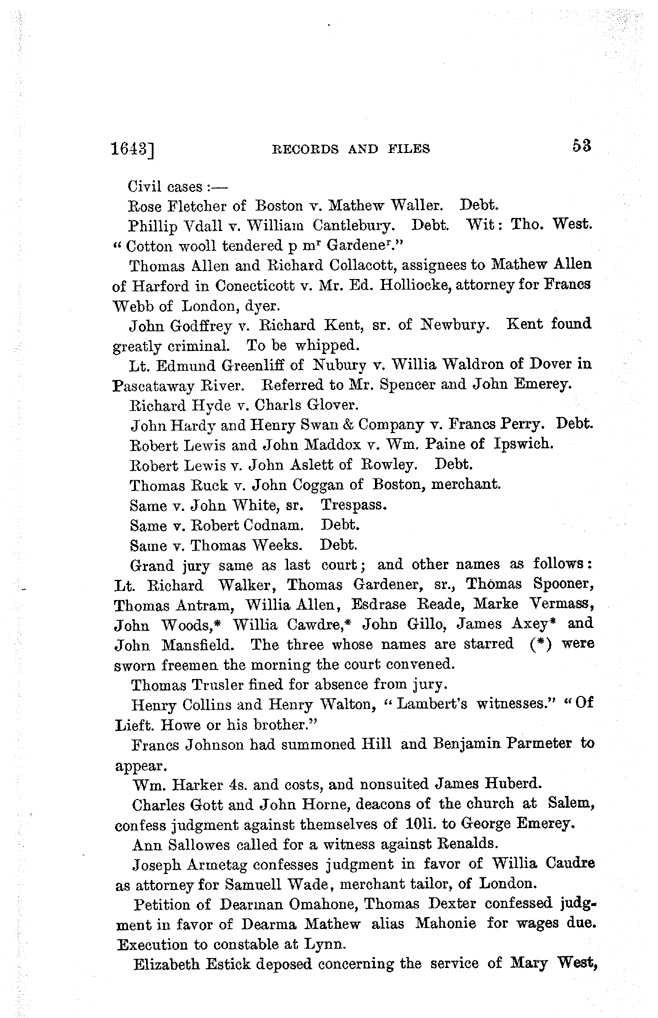 1643] RECORDS AND FILES 53
Civil cases :—
Rose Fletcher of Boston v. Mathew Waller. Debt.
Phillip Vdall v. William Cantlebury. Debt. Wit: Tho. West.
" Cotton wooll tendered p mʳ Gardeneʳ."
Thomas Allen and Richard Collacott, assignees to Mathew Allen
of Harford in Conecticott v. Mr. Ed. Holliocke, attorney for Francs
Webb of London, dyer.
John Godffrey v. Richard Kent, sr. of Newbury. Kent found
greatly criminal. To be whipped.
Lt. Edmund Greenliff of Nubury v. Willia Waldron of Dover in
Pascataway River. Referred to Mr. Spencer and John Emerey.
Richard Hyde v. Charls Glover.
John Hardy and Henry Swan & Company v. Francs Perry. Debt.
Robert Lewis and John Maddox v. Wm. Paine of Ipswich.
Robert Lewis v. John Aslett of Rowley. Debt.
Thomas Ruck v. John Coggan of Boston, merchant.
Same v. John White, sr. Trespass.
Same v. Robert Codnam. Debt.
Same v. Thomas Weeks. Debt.
Grand jury same as last court; and other names as follows:
Lt. Richard Walker, Thomas Gardener, sr., Thomas Spooner,
Thomas Antram, Willia Allen, Esdrase Reade, Marke Vermass,
John Woods,* Willia Cawdre,* John Gillo, James Axey* and
John Mansfield. The three whose names are starred (*) were
sworn freemen the morning the court convened.
Thomas Trusler fined for absence from jury.
Henry Collins and Henry Walton, " Lambert's witnesses." " Of
Lieft. Howe or his brother."
Francs Johnson had summoned Hill and Benjamin Parmeter to
appear.
Wm. Harker 4s. and costs, and nonsuited James Huberd.
Charles Gott and John Horne, deacons of the church at Salem,
confess judgment against themselves of 10li. to George Emerey.
Ann Sallowes called for a witness against Renalds.
Joseph Armetag confesses judgment in favor of Willia Caudre
as attorney for Samuell Wade, merchant tailor, of London.
Petition of Dearman Omahone, Thomas Dexter confessed judg-
ment in favor of Dearma Mathew alias Mahonie for wages due.
Execution to constable at Lynn.
Elizabeth Estick deposed concerning the service of Mary West,